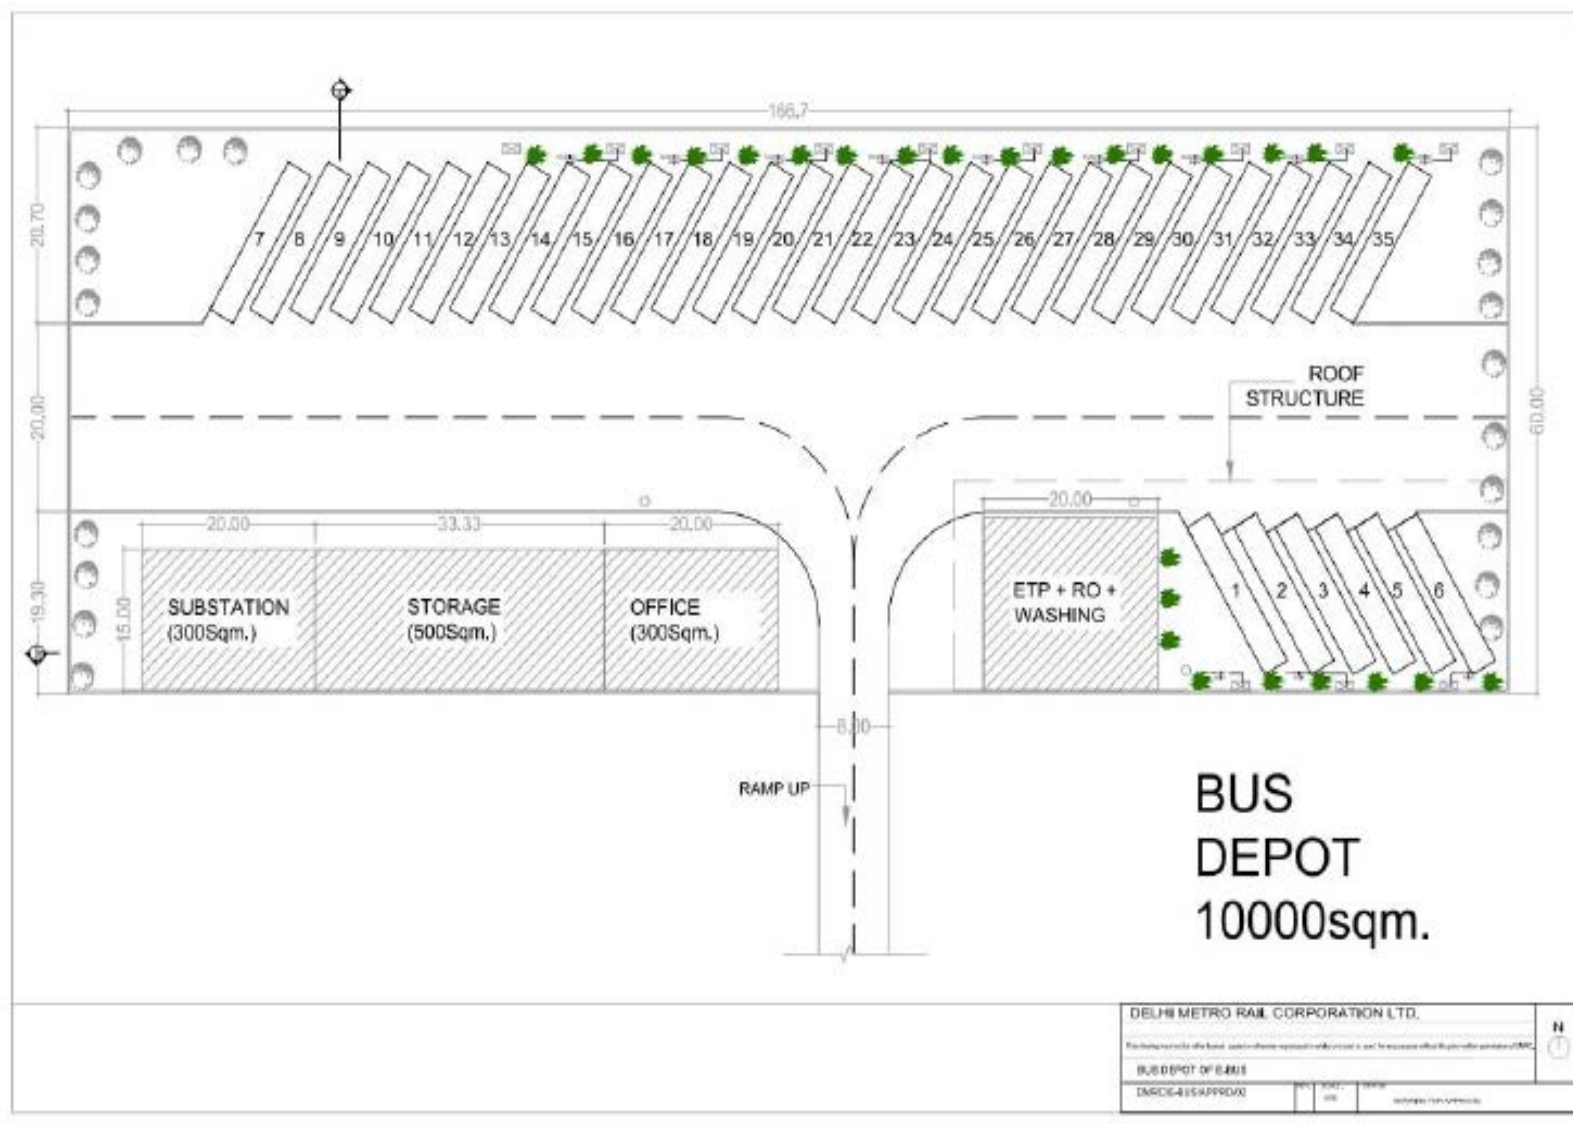 166.7
20.70
7 8 9 10 11 12 13 14 15 16 17 18 19 20 21 22 23 24 25 26 27 28 29 30 31 32 33 34 35
ROOF
STRUCTURE
20.00
60.00
20.00
20.00 33.33 20.00
19.30
15.00
SUBSTATION
(300Sqm.)
STORAGE
(500Sqm.)
OFFICE
(300Sqm.)
ETP + RO +
WASHING
1 2 3 4 5 6
8.00
RAMP UP
BUS
DEPOT
10000sqm.
DELHI METRO RAIL CORPORATION LTD.
N
BUS DEPOT OF E-BUS